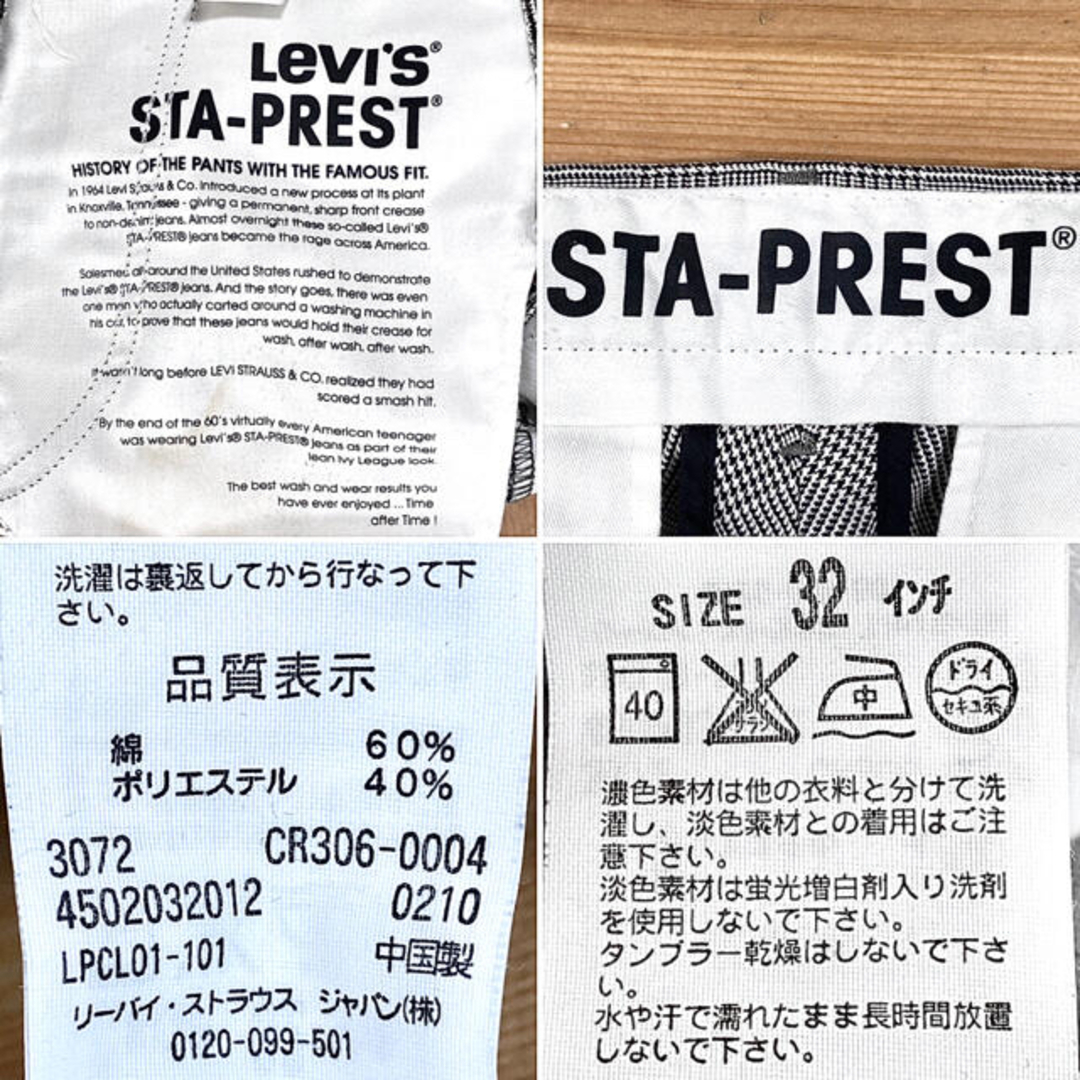 Levi's®
STA-PREST®
HISTORY OF THE PANTS WITH THE FAMOUS FIT.
In 1964 Levi Strauss & Co. Introduced a new process at its plant
in Knoxville, Tennessee - giving a permanent, sharp front crease
to non-denim jeans. Almost overnight these so-called Levi's®
STA-PREST® jeans became the rage across America.
Salesmen all-around the United States rushed to demonstrate
the Levi's® STA-PREST® jeans. And the story goes, there was even
one man who actually carted around a washing machine in
his car, to prove that these jeans would hold their crease for
wash, after wash, after wash.
It wasn't long before LEVI STRAUSS & CO. realized they had
scored a smash hit.
By the end of the 60's virtually every American teenager
was wearing Levi's® STA-PREST® jeans as part of their
lean Ivy League look.
The best wash and wear results you
have ever enjoyed ... Time
after Time !
STA-PREST®
洗濯は裏返してから行なって下
さい。
品質表示
綿 60%
ポリエステル 40%
3072 CR306-0004
4502032012 0210
LPCL01-101 中国製
リーバイ・ストラウス ジャパン(株)
0120-099-501
SIZE 32 インチ
40
エンソサラシ
中
ドライ
セキユ系
濃色素材は他の衣料と分けて洗
濯し、淡色素材との着用はご注
意下さい。
淡色素材は蛍光増白剤入り洗剤
を使用しないで下さい。
タンブラー乾燥はしないで下さ
い。
水や汗で濡れたまま長時間放置
しないで下さい。